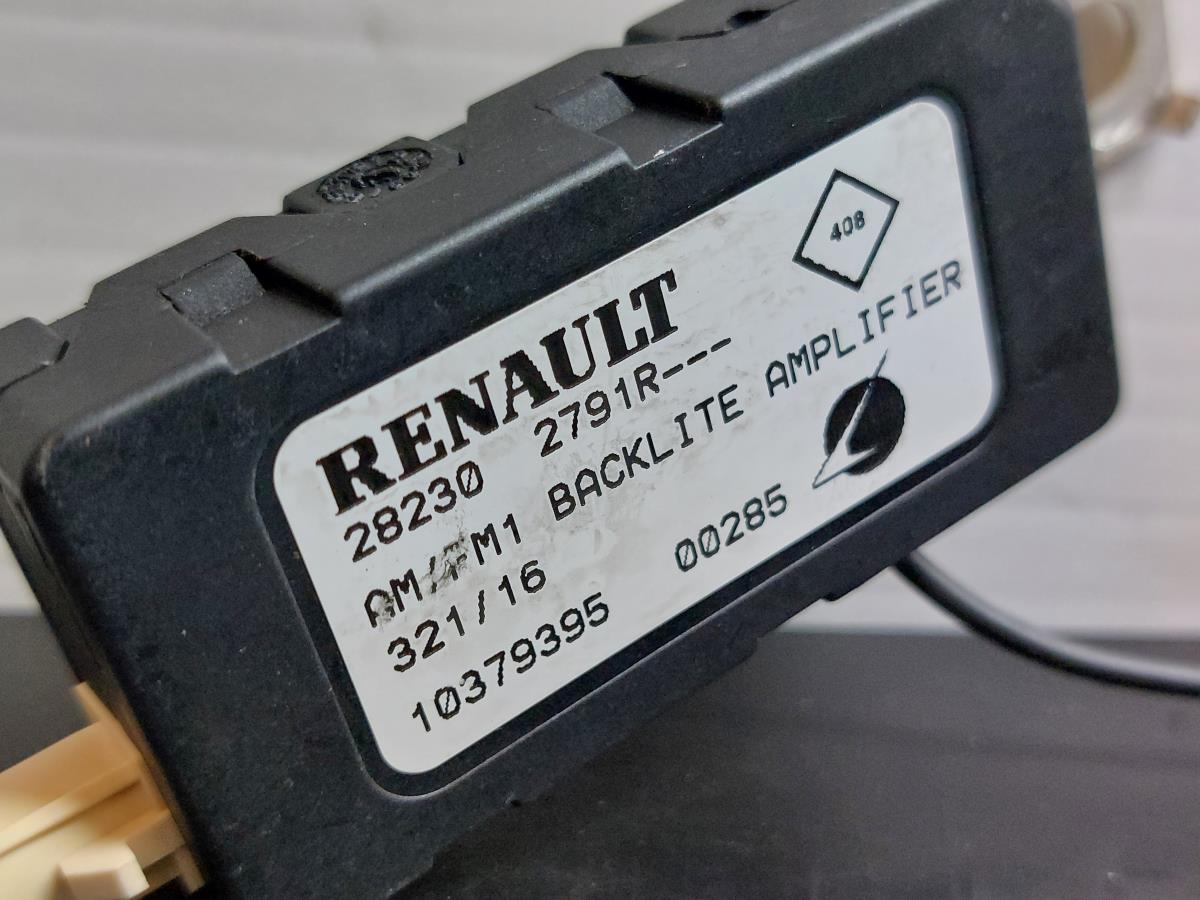 408
RENAULT
28230 2791R---
AM/FM1 BACKLITE AMPLIFIER
321/16 00285
10379395